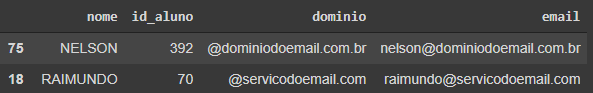 nome id_aluno dominio email
75 NELSON 392 @dominiodoemail.com.br nelson@dominiodoemail.com.br
18 RAIMUNDO 70 @servicodoemail.com raimundo@servicodoemail.com